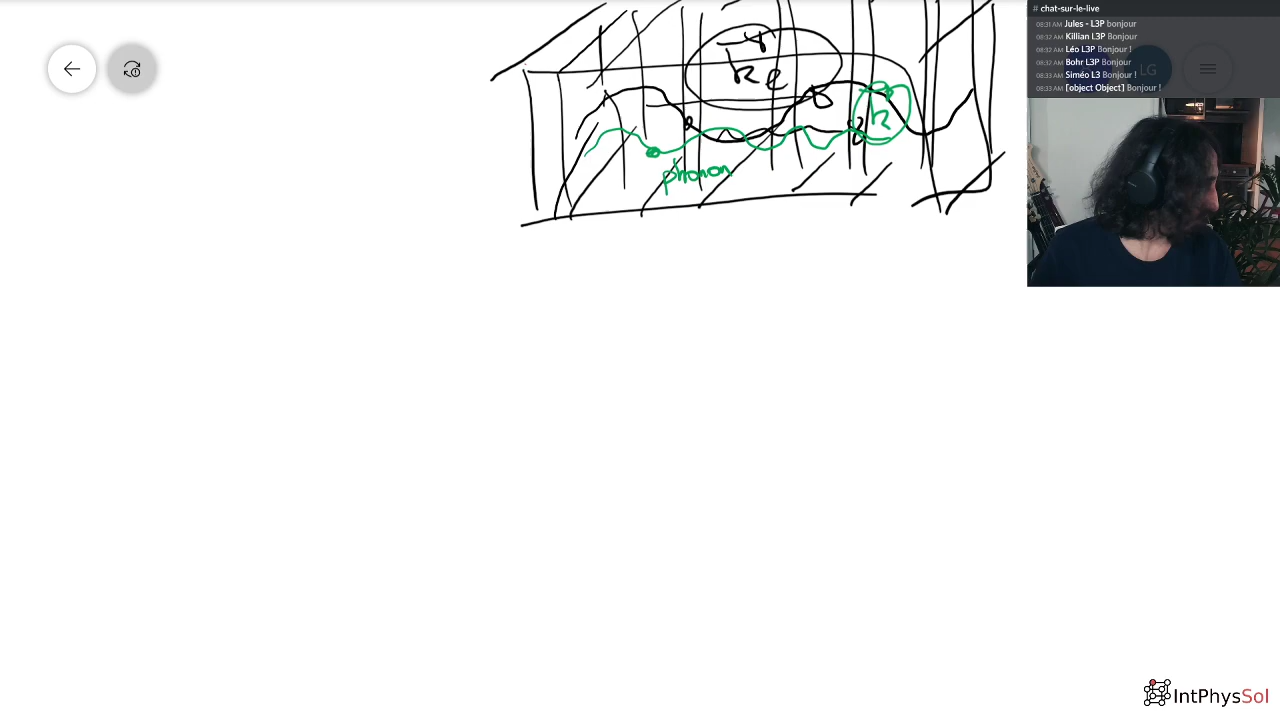 # chat-sur-le-live
08:31 AM Jules - L3P bonjour
08:32 AM Killian L3P Bonjour
08:32 AM Léo L3P Bonjour !
08:32 AM Bohr L3P Bonjour
08:33 AM Siméo L3 Bonjour !
08:33 AM [object Object] Bonjour !
LG
phonon
IntPhysSol